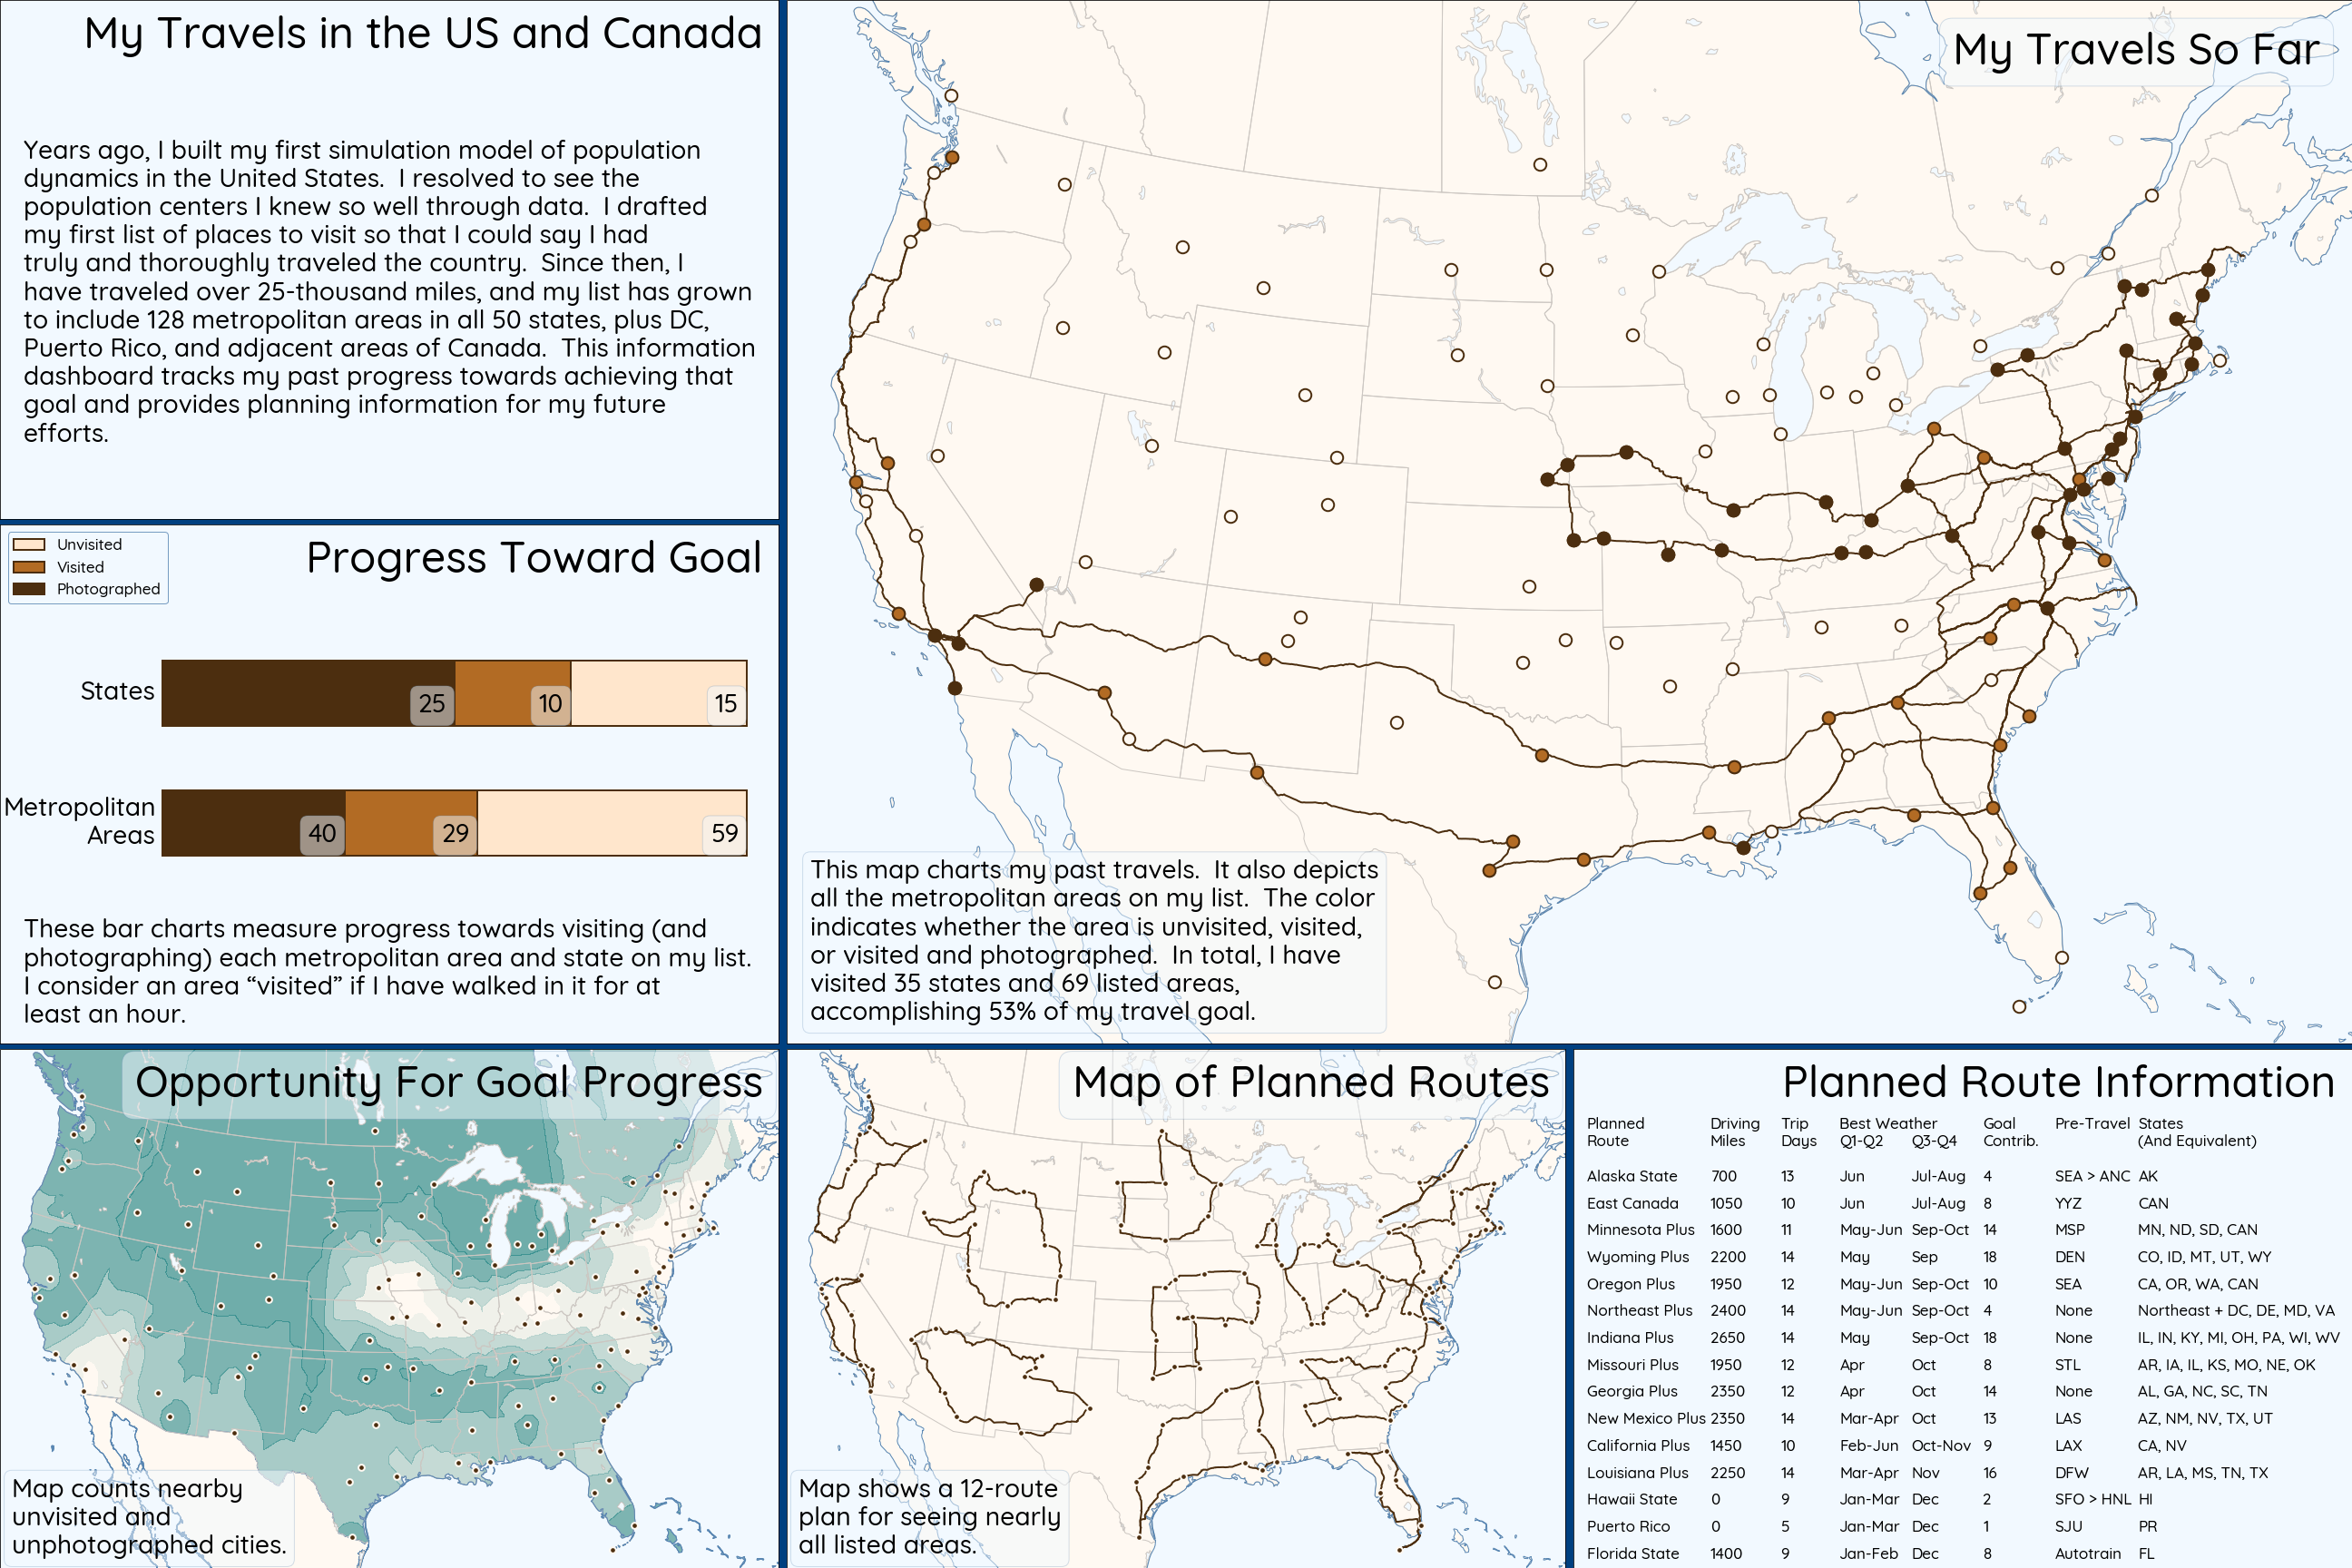 My Travels in the US and Canada
Years ago, I built my first simulation model of population
dynamics in the United States.  I resolved to see the
population centers I knew so well through data.  I drafted
my first list of places to visit so that I could say I had
truly and thoroughly traveled the country.  Since then, I
have traveled over 25-thousand miles, and my list has grown
to include 128 metropolitan areas in all 50 states, plus DC,
Puerto Rico, and adjacent areas of Canada.  This information
dashboard tracks my past progress towards achieving that
goal and provides planning information for my future
efforts.
My Travels So Far
This map charts my past travels.  It also depicts
all the metropolitan areas on my list.  The color
indicates whether the area is unvisited, visited,
or visited and photographed.  In total, I have
visited 35 states and 69 listed areas,
accomplishing 53% of my travel goal.
Progress Toward Goal
Unvisited
Visited
Photographed
States 25 10 15
Metropolitan
Areas 40 29 59
These bar charts measure progress towards visiting (and
photographing) each metropolitan area and state on my list.
I consider an area “visited” if I have walked in it for at
least an hour.
Opportunity For Goal Progress
Map counts nearby
unvisited and
unphotographed cities.
Map of Planned Routes
Map shows a 12-route
plan for seeing nearly
all listed areas.
Planned Route Information
Planned Driving Trip Best Weather Goal Pre-Travel States
Route Miles Days Q1-Q2 Q3-Q4 Contrib. (And Equivalent)
Alaska State 700 13 Jun Jul-Aug 4 SEA > ANC AK
East Canada 1050 10 Jun Jul-Aug 8 YYZ CAN
Minnesota Plus 1600 11 May-Jun Sep-Oct 14 MSP MN, ND, SD, CAN
Wyoming Plus 2200 14 May Sep 18 DEN CO, ID, MT, UT, WY
Oregon Plus 1950 12 May-Jun Sep-Oct 10 SEA CA, OR, WA, CAN
Northeast Plus 2400 14 May-Jun Sep-Oct 4 None Northeast + DC, DE, MD, VA
Indiana Plus 2650 14 May Sep-Oct 18 None IL, IN, KY, MI, OH, PA, WI, WV
Missouri Plus 1950 12 Apr Oct 8 STL AR, IA, IL, KS, MO, NE, OK
Georgia Plus 2350 12 Apr Oct 14 None AL, GA, NC, SC, TN
New Mexico Plus 2350 14 Mar-Apr Oct 13 LAS AZ, NM, NV, TX, UT
California Plus 1450 10 Feb-Jun Oct-Nov 9 LAX CA, NV
Louisiana Plus 2250 14 Mar-Apr Nov 16 DFW AR, LA, MS, TN, TX
Hawaii State 0 9 Jan-Mar Dec 2 SFO > HNL HI
Puerto Rico 0 5 Jan-Mar Dec 1 SJU PR
Florida State 1400 9 Jan-Feb Dec 8 Autotrain FL